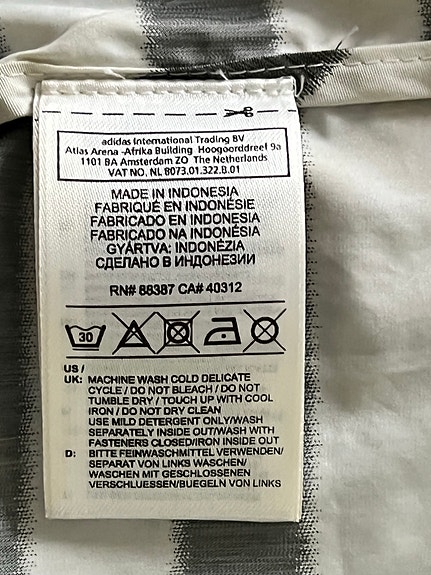 adidas International Trading BV
Atlas Arena -Afrika Building Hoogoorddreef 9a
1101 BA Amsterdam ZO The Netherlands
VAT NO. NL 8073.01.322.B.01
MADE IN INDONESIA
FABRIQUÉ EN INDONÉSIE
FABRICADO EN INDONESIA
FABRICADO NA INDONÉSIA
GYÁRTVA: INDONÉZIA
СДЕЛАНО В ИНДОНЕЗИИ
RN# 88387 CA# 40312
30
US /
UK: MACHINE WASH COLD DELICATE
CYCLE / DO NOT BLEACH / DO NOT
TUMBLE DRY / TOUCH UP WITH COOL
IRON / DO NOT DRY CLEAN
USE MILD DETERGENT ONLY/WASH
SEPARATELY INSIDE OUT/WASH WITH
FASTENERS CLOSED/IRON INSIDE OUT
D: BITTE FEINWASCHMITTEL VERWENDEN/
SEPARAT VON LINKS WASCHEN/
WASCHEN MIT GESCHLOSSENEN
VERSCHLUESSEN/BUEGELN VON LINKS